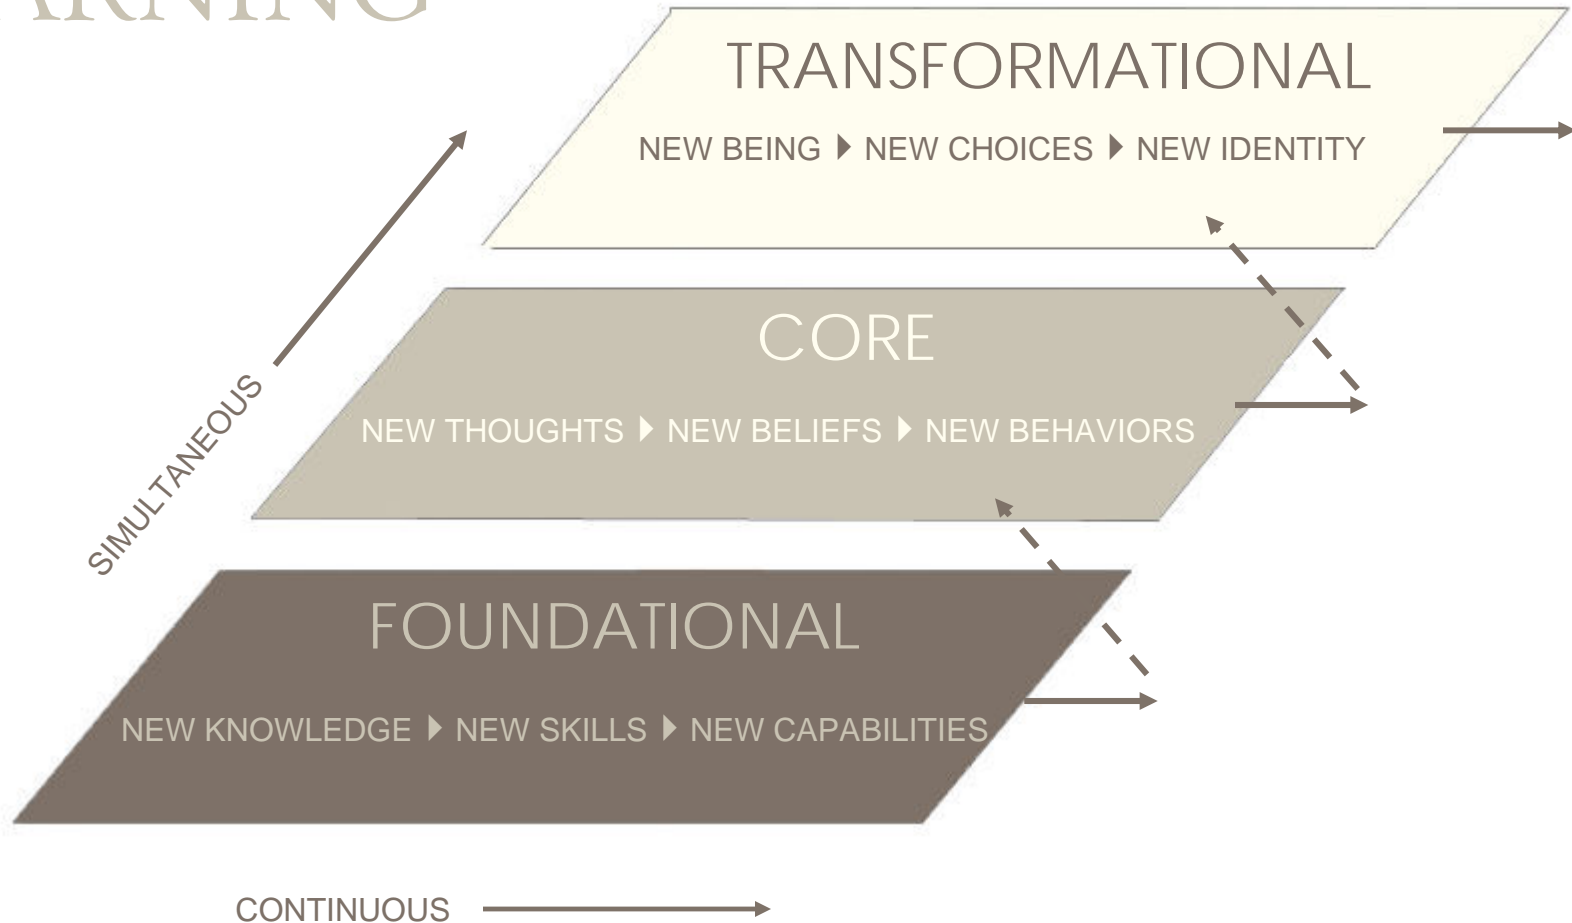 ARNING
TRANSFORMATIONAL
NEW BEING ▶ NEW CHOICES ▶ NEW IDENTITY
CORE
NEW THOUGHTS ▶ NEW BELIEFS ▶ NEW BEHAVIORS
SIMULTANEOUS
FOUNDATIONAL
NEW KNOWLEDGE ▶ NEW SKILLS ▶ NEW CAPABILITIES
CONTINUOUS